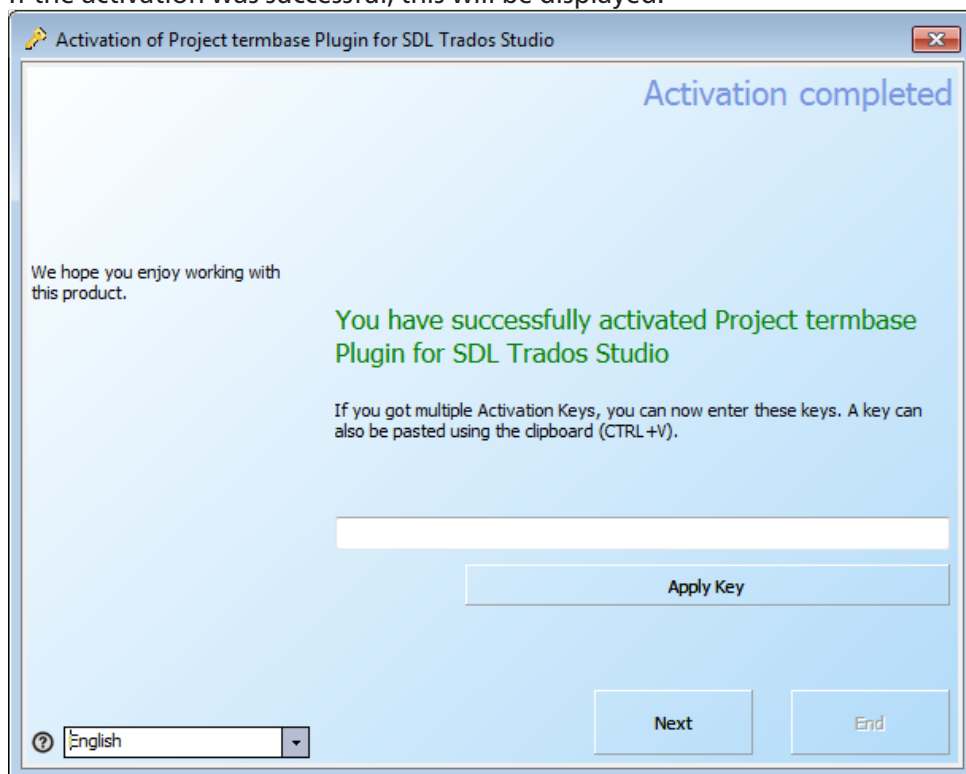 If the activation was successful, this will be displayed:
Activation of Project termbase Plugin for SDL Trados Studio
Activation completed
We hope you enjoy working with
this product.
You have successfully activated Project termbase
Plugin for SDL Trados Studio
If you got multiple Activation Keys, you can now enter these keys. A key can
also be pasted using the clipboard (CTRL+V).
Apply Key
Next
End
English